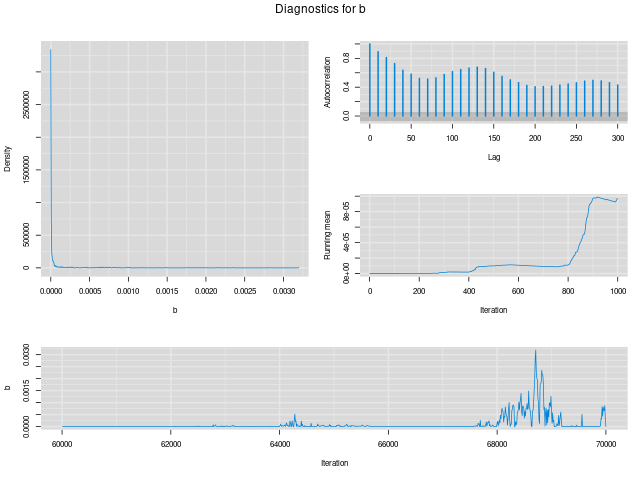 Diagnostics for b
Density
0
500000
1500000
2500000
0.0000
0.0005
0.0010
0.0015
0.0020
0.0030
b
Autocorrelation
0.0
0.4
0.8
0
50
100
150
200
250
300
Lag
Running mean
0e+00
4e-05
8e-05
0
200
400
600
800
1000
Iteration
b
0.0000
0.0015
0.0030
60000
62000
64000
66000
68000
70000
Iteration